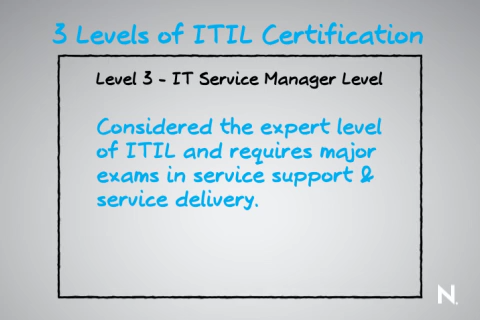 3 Levels of ITIL Certification
Level 3 - IT Service Manager Level
Considered the expert level
of ITIL and requires major
exams in service support &
service delivery.
N.